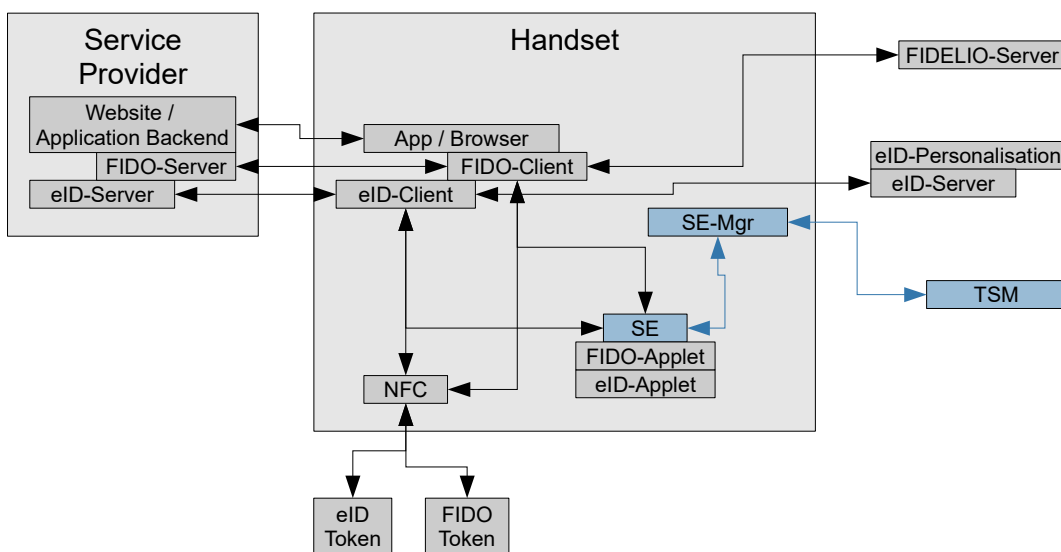 Service
Provider
Website /
Application Backend
FIDO-Server
eID-Server
Handset
App / Browser
FIDO-Client
eID-Client
SE-Mgr
SE
FIDO-Applet
eID-Applet
NFC
FIDELIO-Server
eID-Personalisation
eID-Server
TSM
eID
Token
FIDO
Token